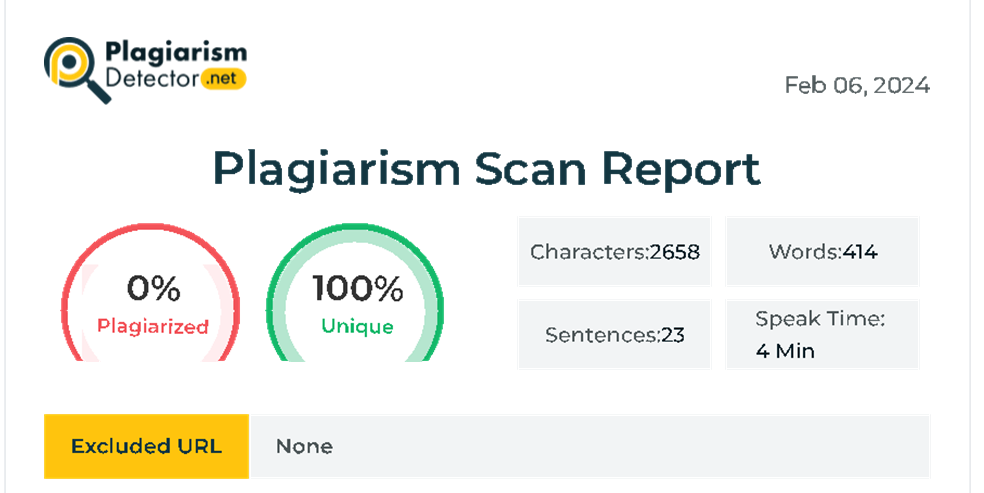 Plagiarism
Detector .net
Feb 06, 2024
Plagiarism Scan Report
0%
Plagiarized
100%
Unique
Characters:2658
Words:414
Sentences:23
Speak Time:
4 Min
Excluded URL
None